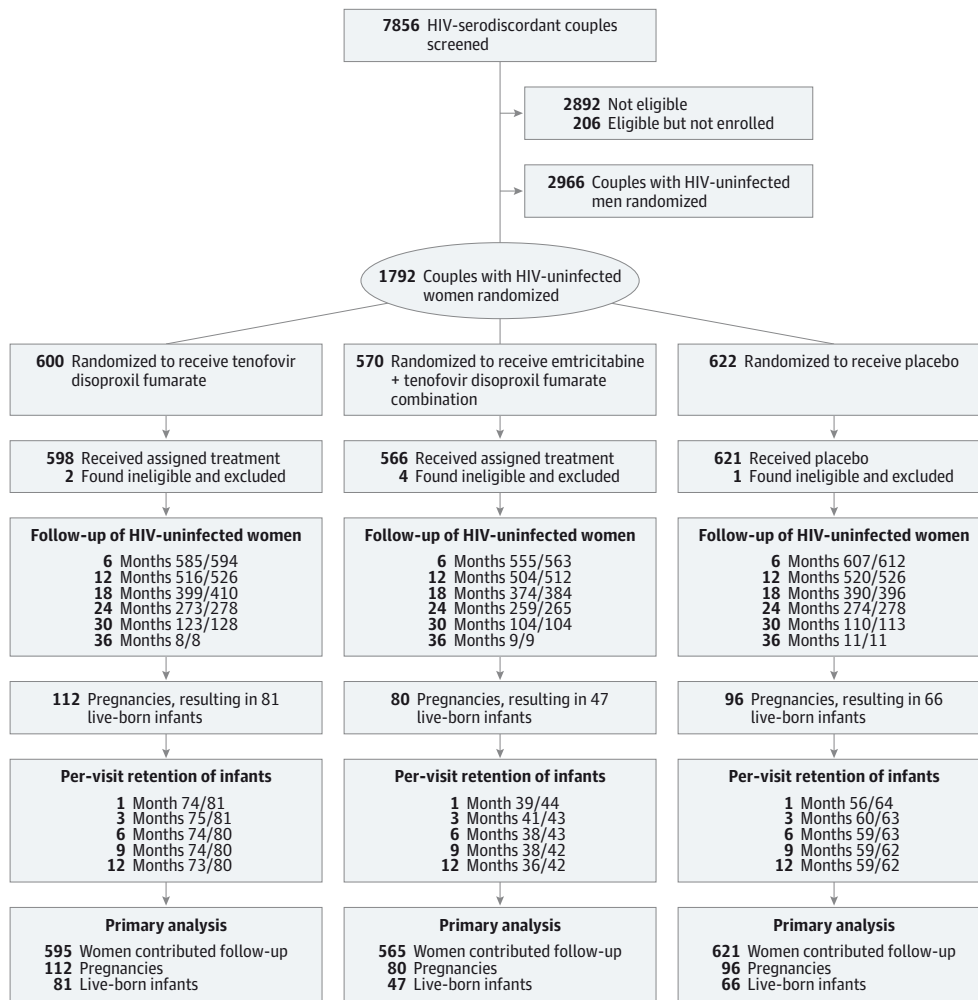 7856 HIV-serodiscordant couples
screened
2892 Not eligible
206 Eligible but not enrolled
2966 Couples with HIV-uninfected
men randomized
1792 Couples with HIV-uninfected
women randomized
600 Randomized to receive tenofovir
disoproxil fumarate
570 Randomized to receive emtricitabine
+ tenofovir disoproxil fumarate
combination
622 Randomized to receive placebo
598 Received assigned treatment
2 Found ineligible and excluded
566 Received assigned treatment
4 Found ineligible and excluded
621 Received placebo
1 Found ineligible and excluded
Follow-up of HIV-uninfected women
6 Months 585/594
12 Months 516/526
18 Months 399/410
24 Months 273/278
30 Months 123/128
36 Months 8/8
Follow-up of HIV-uninfected women
6 Months 555/563
12 Months 504/512
18 Months 374/384
24 Months 259/265
30 Months 104/104
36 Months 9/9
Follow-up of HIV-uninfected women
6 Months 607/612
12 Months 520/526
18 Months 390/396
24 Months 274/278
30 Months 110/113
36 Months 11/11
112 Pregnancies, resulting in 81
live-born infants
80 Pregnancies, resulting in 47
live-born infants
96 Pregnancies, resulting in 66
live-born infants
Per-visit retention of infants
1 Month 74/81
3 Months 75/81
6 Months 74/80
9 Months 74/80
12 Months 73/80
Per-visit retention of infants
1 Month 39/44
3 Months 41/43
6 Months 38/43
9 Months 38/42
12 Months 36/42
Per-visit retention of infants
1 Month 56/64
3 Months 60/63
6 Months 59/63
9 Months 59/62
12 Months 59/62
Primary analysis
595 Women contributed follow-up
112 Pregnancies
81 Live-born infants
Primary analysis
565 Women contributed follow-up
80 Pregnancies
47 Live-born infants
Primary analysis
621 Women contributed follow-up
96 Pregnancies
66 Live-born infants